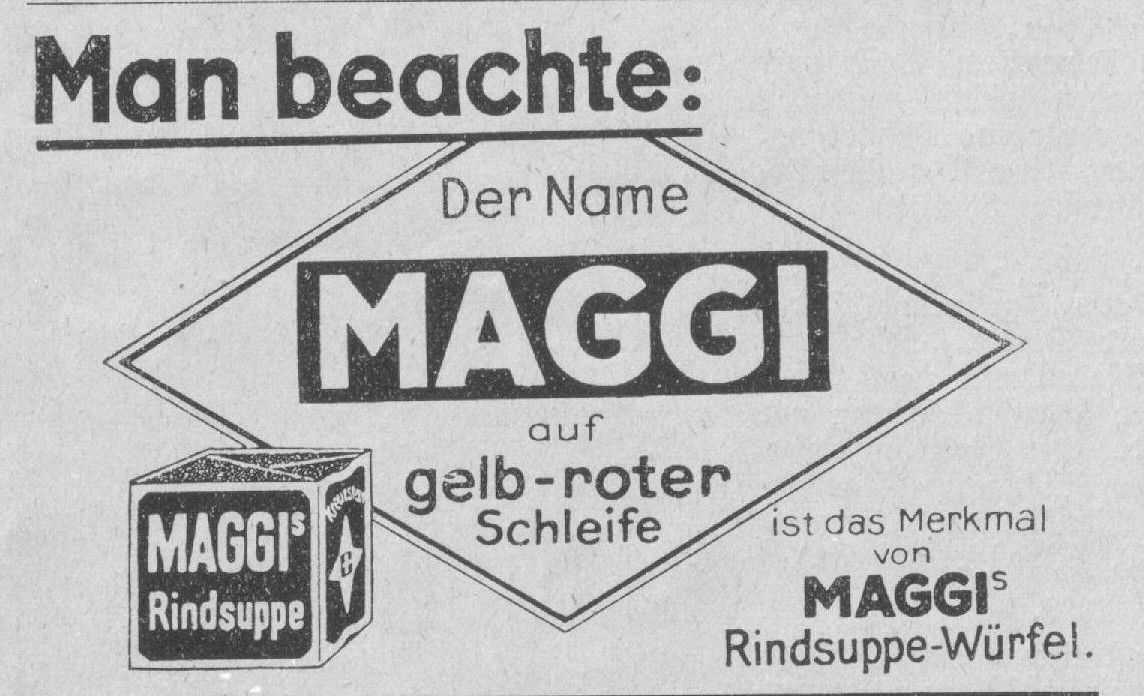 Man beachte:
Der Name
MAGGI
auf
gelb-roter
Schleife
ist das Merkmal
von
MAGGIs
Rindsuppe-Würfel.
MAGGIs
Rindsuppe